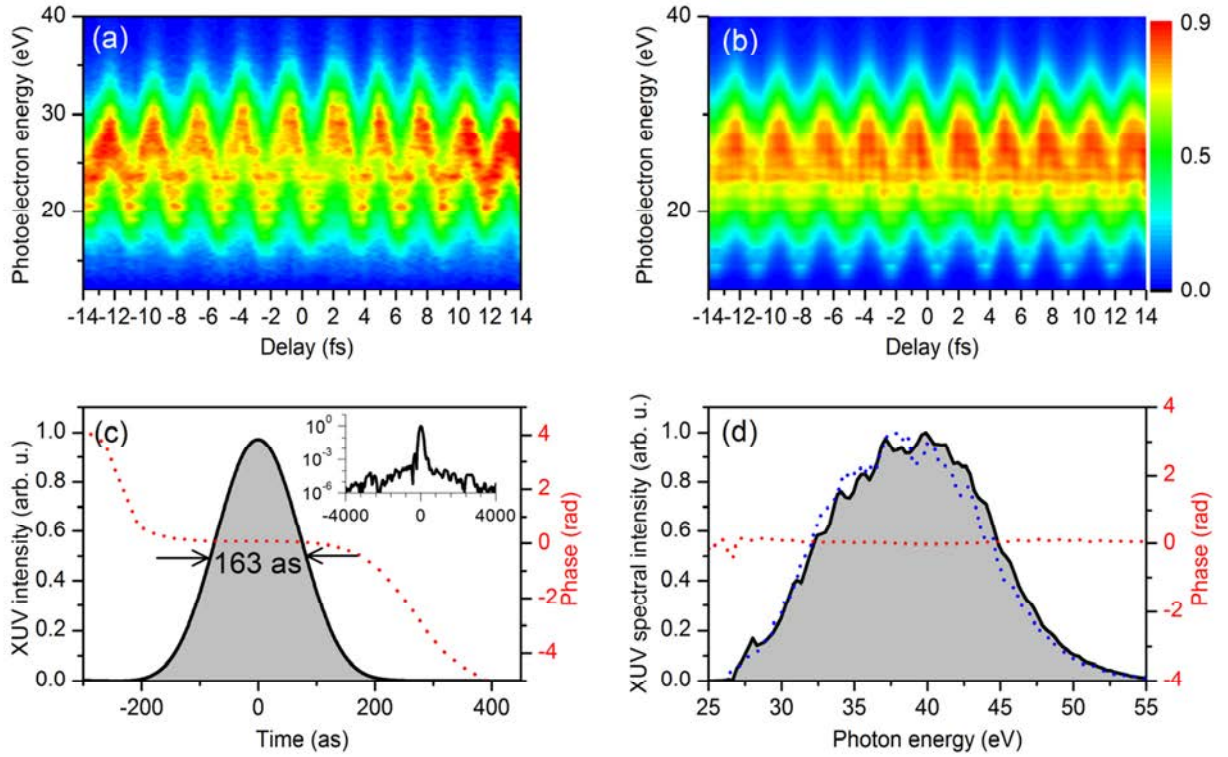 (a)
Photoelectron energy (eV)
40
30
20
-14 -12 -10 -8 -6 -4 -2 0 2 4 6 8 10 12 14
Delay (fs)
(b)
Photoelectron energy (eV)
40
20
-14 -12 -10 -8 -6 -4 -2 0 2 4 6 8 10 12 14
Delay (fs)
0.9
0.5
0.0
(c)
XUV intensity (arb. u.)
1.0
0.8
0.6
0.4
0.2
0.0
163 as
10^0
10^-3
10^-6
-4000 0 4000
4
2
0
-2
-4
Phase (rad)
-200 0 200 400
Time (as)
(d)
XUV spectral intensity (arb. u.)
1.0
0.8
0.6
0.4
0.2
0.0
4
2
0
-2
-4
Phase (rad)
25 30 35 40 45 50 55
Photon energy (eV)